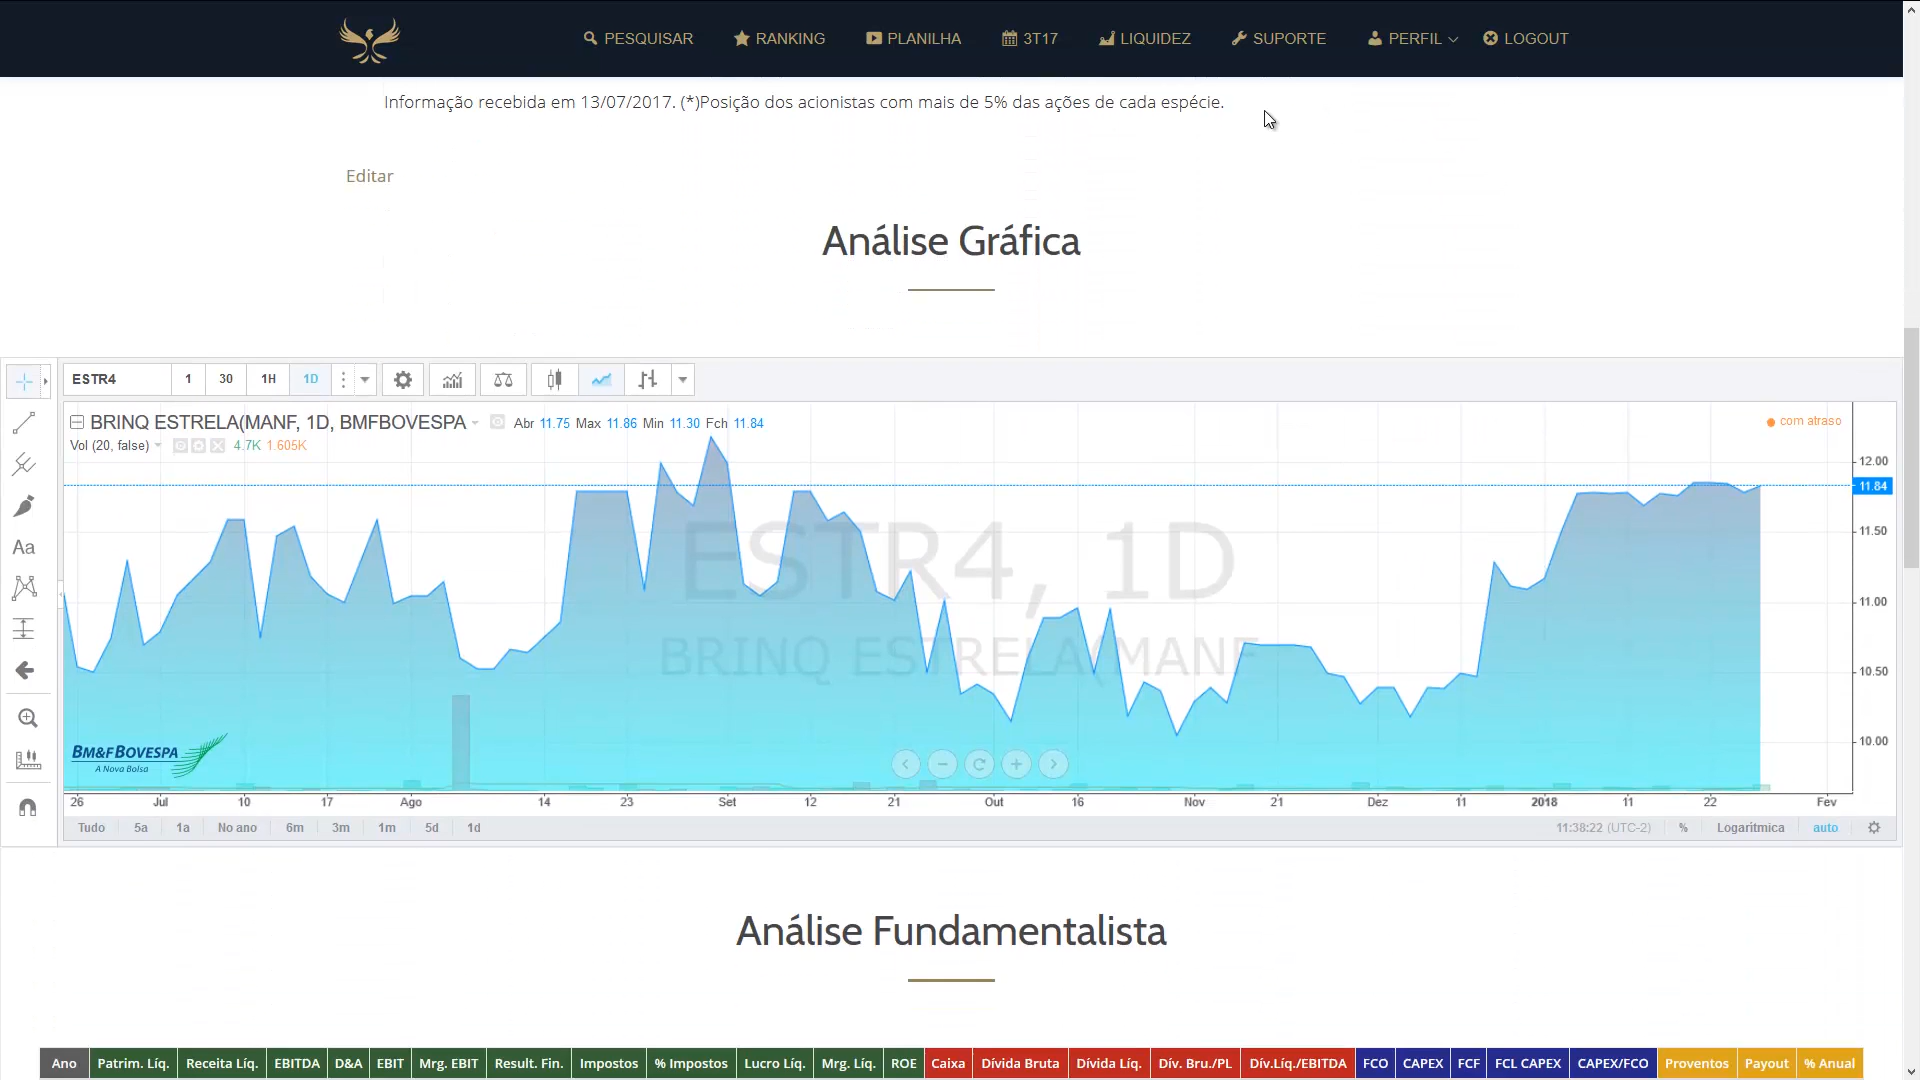 PESQUISAR RANKING PLANILHA 3T17 LIQUIDEZ SUPORTE PERFIL LOGOUT
Informação recebida em 13/07/2017. (*)Posição dos acionistas com mais de 5% das ações de cada espécie.
Editar
Análise Gráfica
ESTR4 1 30 1H 1D
BRINQ ESTRELA(MANF, 1D, BMFBOVESPA Abr 11.75 Max 11.86 Min 11.30 Fch 11.84
com atraso
Vol (20, false) 4.7K 1.605K
12.00
11.84
11.50
ESTR4, 1D
11.00
BRINQ ESTRELA(MANF
10.50
10.00
BM&FBOVESPA
A Nova Bolsa
26 Jul 10 17 Ago 14 23 Set 12 21 Out 16 Nov 21 Dez 11 2018 11 22 Fev
Tudo 5a 1a No ano 6m 3m 1m 5d 1d 11:38:22 (UTC-2) % Logarítmica auto
Análise Fundamentalista
Ano Patrim. Líq. Receita Líq. EBITDA D&A EBIT Mrg. EBIT Result. Fin. Impostos % Impostos Lucro Líq. Mrg. Líq. ROE Caixa Dívida Bruta Dívida Líq. Dív. Bru./PL Dív.Líq./EBITDA FCO CAPEX FCF FCL CAPEX CAPEX/FCO Proventos Payout % Anual
Aa